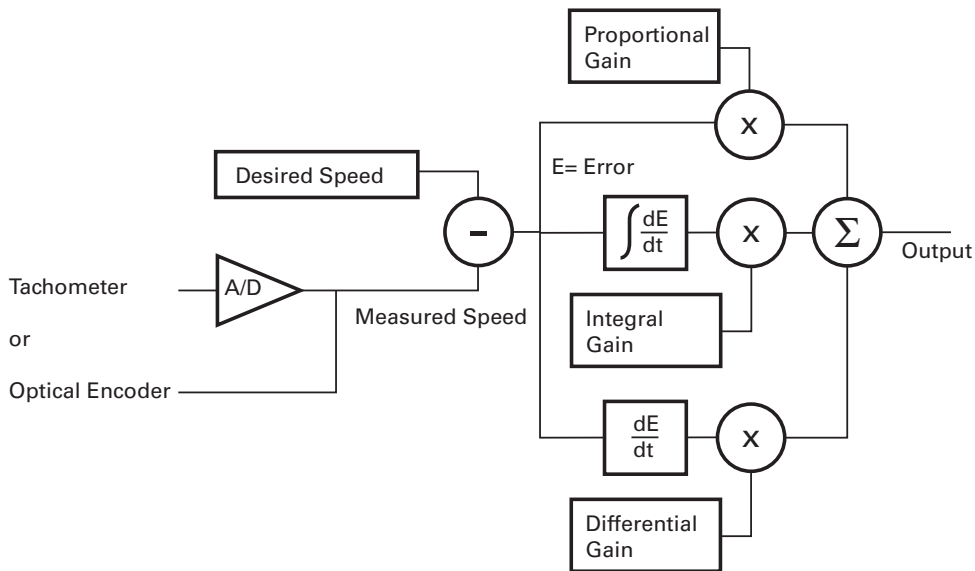 Proportional
Gain
x
Desired Speed
E= Error
-
∫ dE
dt
x
Σ
Output
Tachometer
A/D
Measured Speed
or
Integral
Gain
Optical Encoder
dE
dt
x
Differential
Gain